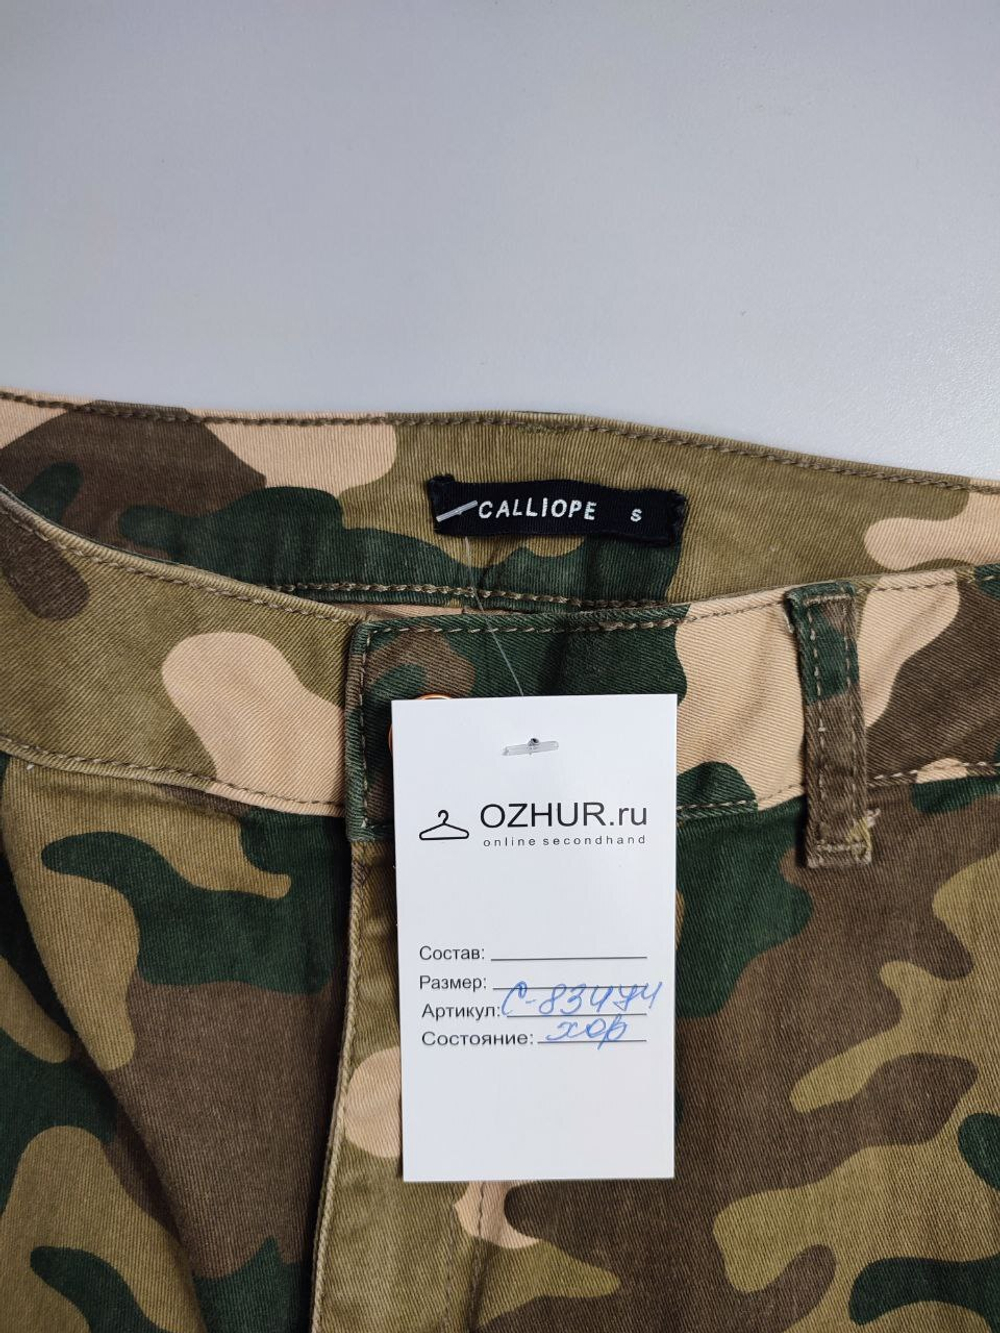 CALLIOPE S
OZHUR.ru
online secondhand
Состав:
Размер:
Артикул: С-83474
Состояние: хор